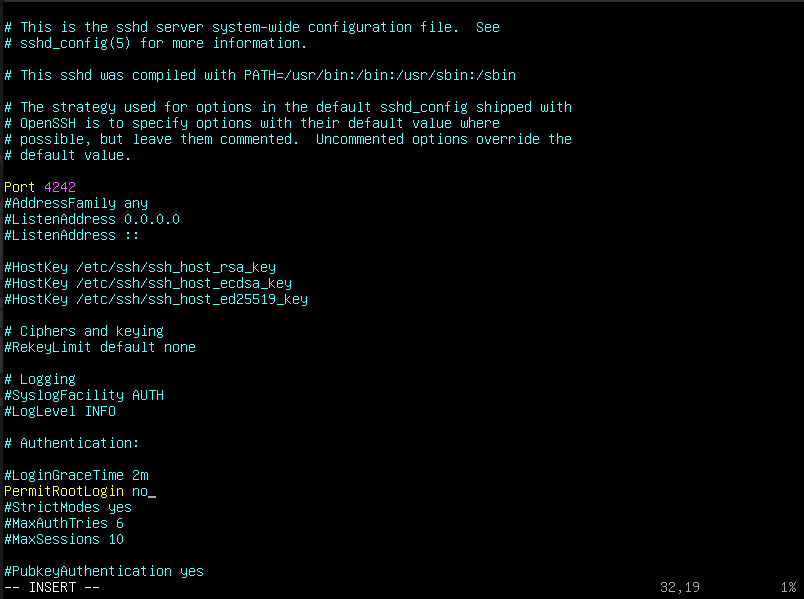 # This is the sshd server system-wide configuration file.  See
# sshd_config(5) for more information.
# This sshd was compiled with PATH=/usr/bin:/bin:/usr/sbin:/sbin
# The strategy used for options in the default sshd_config shipped with
# OpenSSH is to specify options with their default value where
# possible, but leave them commented.  Uncommented options override the
# default value.
Port 4242
#AddressFamily any
#ListenAddress 0.0.0.0
#ListenAddress ::
#HostKey /etc/ssh/ssh_host_rsa_key
#HostKey /etc/ssh/ssh_host_ecdsa_key
#HostKey /etc/ssh/ssh_host_ed25519_key
# Ciphers and keying
#RekeyLimit default none
# Logging
#SyslogFacility AUTH
#LogLevel INFO
# Authentication:
#LoginGraceTime 2m
PermitRootLogin no
#StrictModes yes
#MaxAuthTries 6
#MaxSessions 10
#PubkeyAuthentication yes
-- INSERT -- 32,19 1%